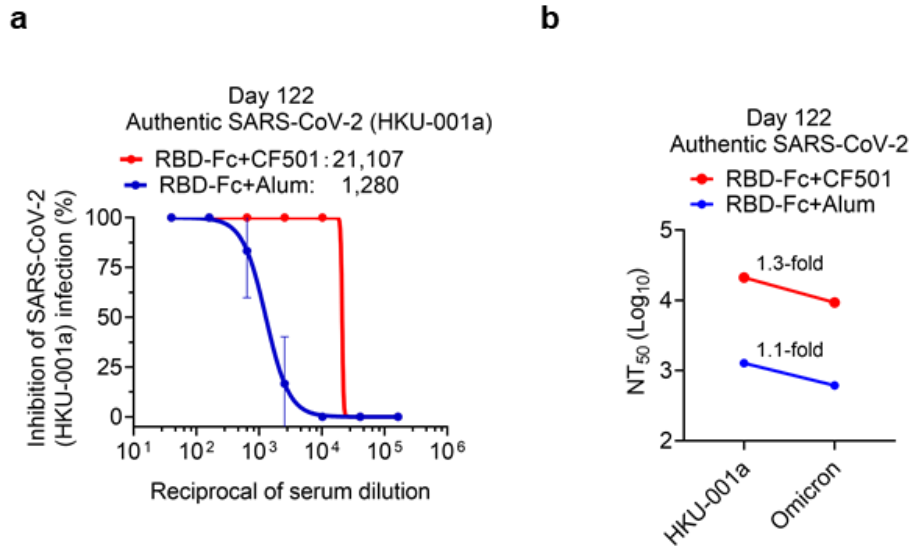 a
Day 122
Authentic SARS-CoV-2 (HKU-001a)
RBD-Fc+CF501: 21,107
RBD-Fc+Alum: 1,280
Inhibition of SARS-CoV-2
(HKU-001a) infection (%)
100
75
50
25
0
10¹ 10² 10³ 10⁴ 10⁵ 10⁶
Reciprocal of serum dilution
b
Day 122
Authentic SARS-CoV-2
RBD-Fc+CF501
RBD-Fc+Alum
NT₅₀ (Log₁₀)
5
4
3
2
1.3-fold
1.1-fold
HKU-001a
Omicron